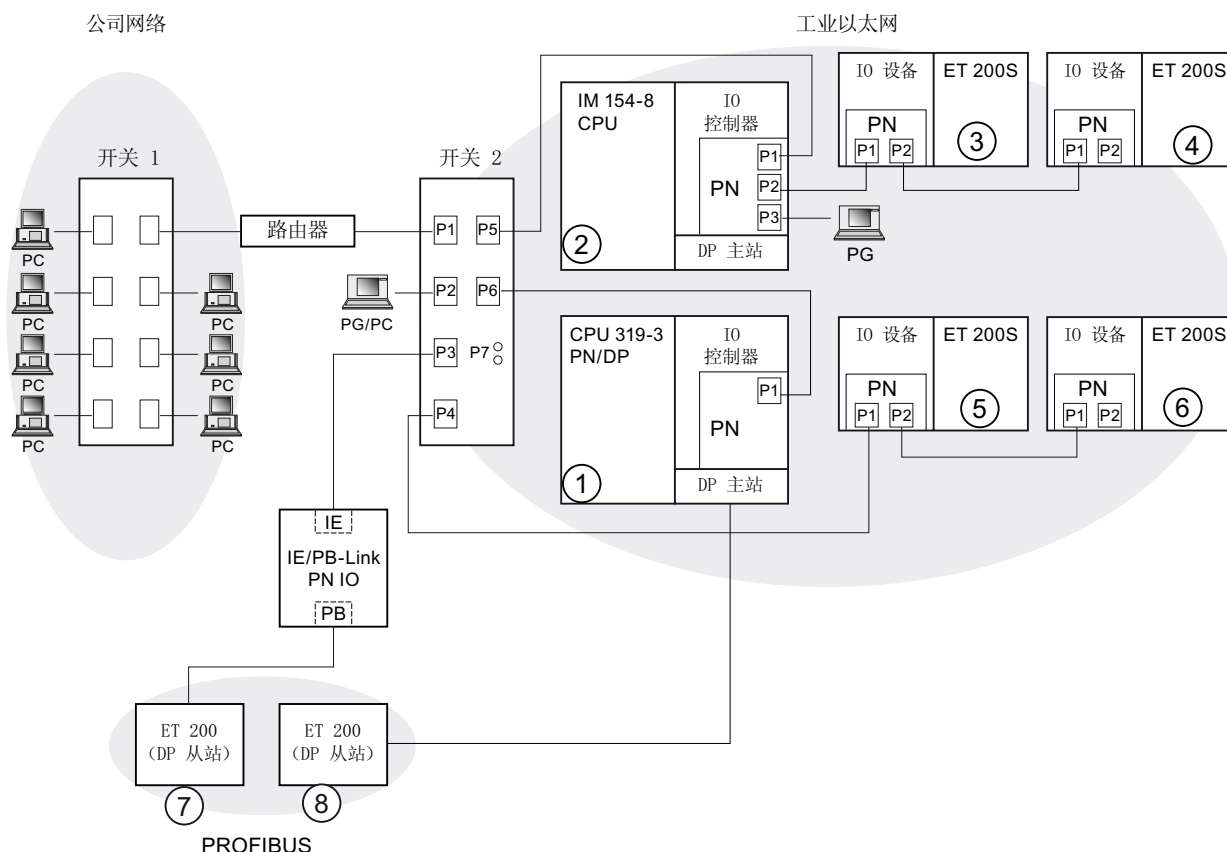 公司网络
工业以太网
开关 1
PC
PC
PC
PC
PC
PC
PC
路由器
开关 2
P1
P5
P2
P6
P3
P7
P4
PG/PC
IM 154-8
CPU
IO
控制器
PN
P1
P2
P3
DP 主站
②
PG
IO 设备
ET 200S
PN
P1
P2
③
IO 设备
ET 200S
PN
P1
P2
④
CPU 319-3
PN/DP
IO
控制器
P1
PN
DP 主站
①
IO 设备
ET 200S
PN
P1
P2
⑤
IO 设备
ET 200S
PN
P1
P2
⑥
IE
IE/PB-Link
PN IO
PB
ET 200
(DP 从站)
⑦
ET 200
(DP 从站)
⑧
PROFIBUS